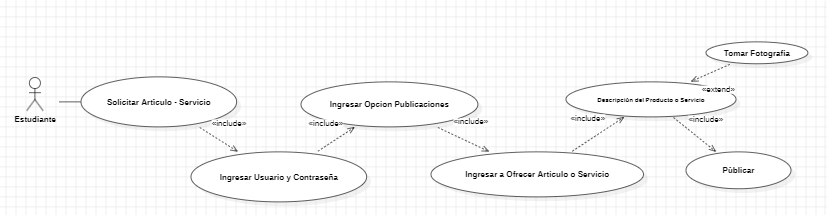 Tomar Fotografia
«extend»
Solicitar Articulo - Servicio
Ingresar Opcion Publicaciones
Descripción del Producto o Servicio
Estudiante
«include»
«include»
«include»
«include»
«include»
Ingresar Usuario y Contraseña
Ingresar a Ofrecer Articulo o Servicio
Püblicar